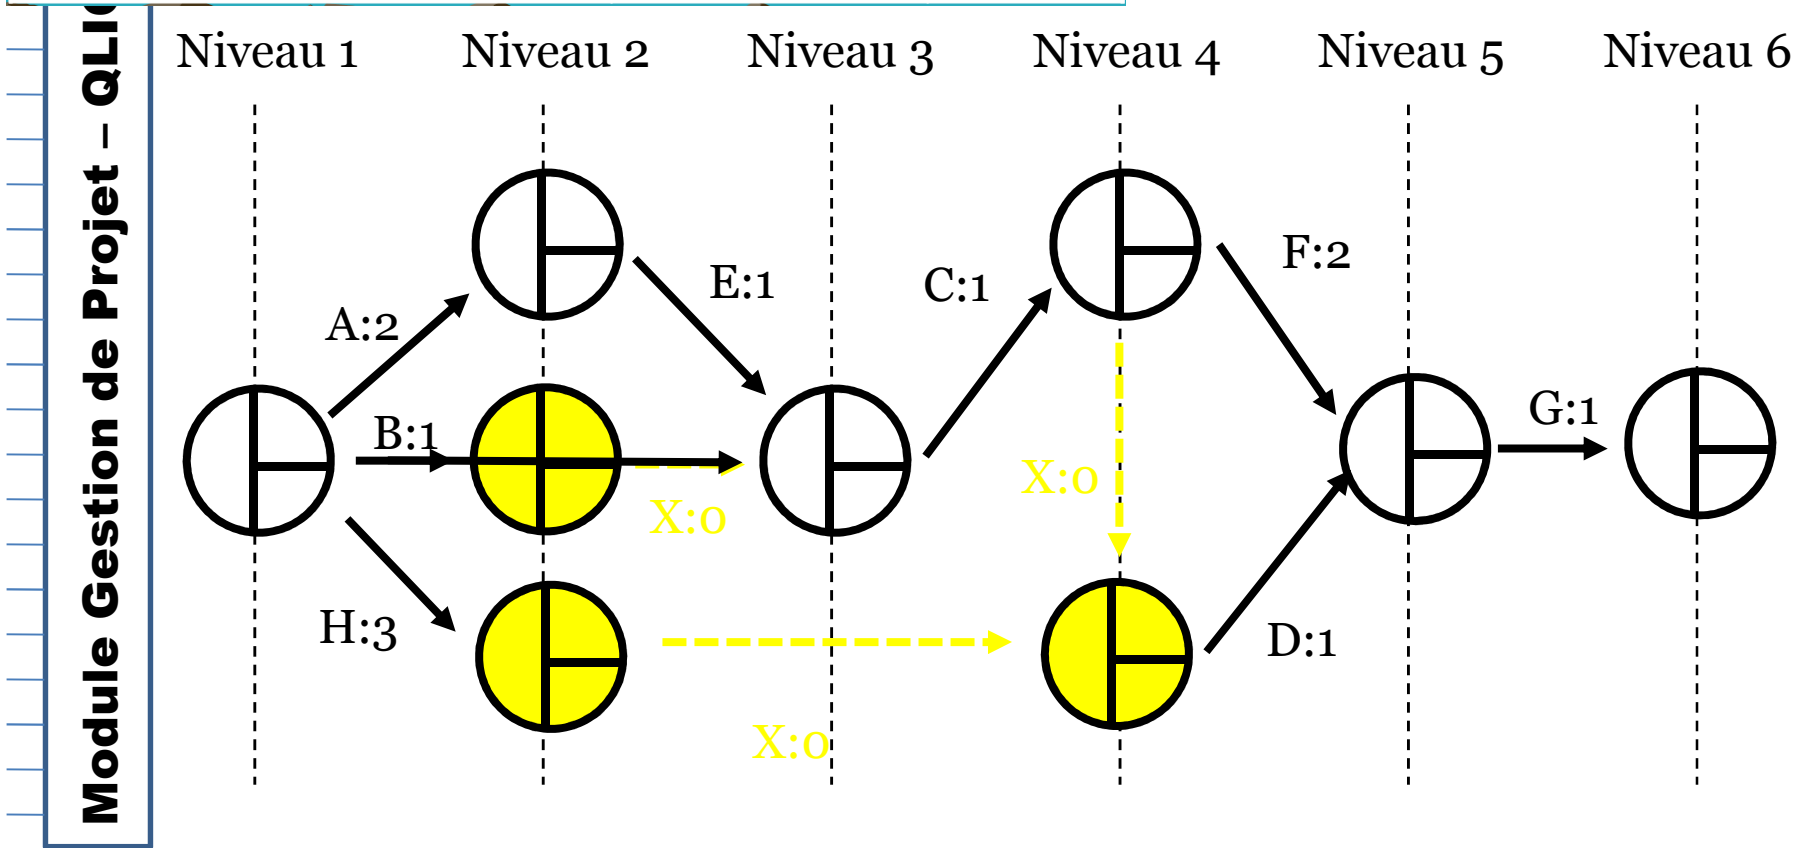 Module Gestion de Projet – QLI
Niveau 1
Niveau 2
Niveau 3
Niveau 4
Niveau 5
Niveau 6
A:2
E:1
C:1
F:2
B:1
G:1
X:0
X:0
H:3
D:1
X:0